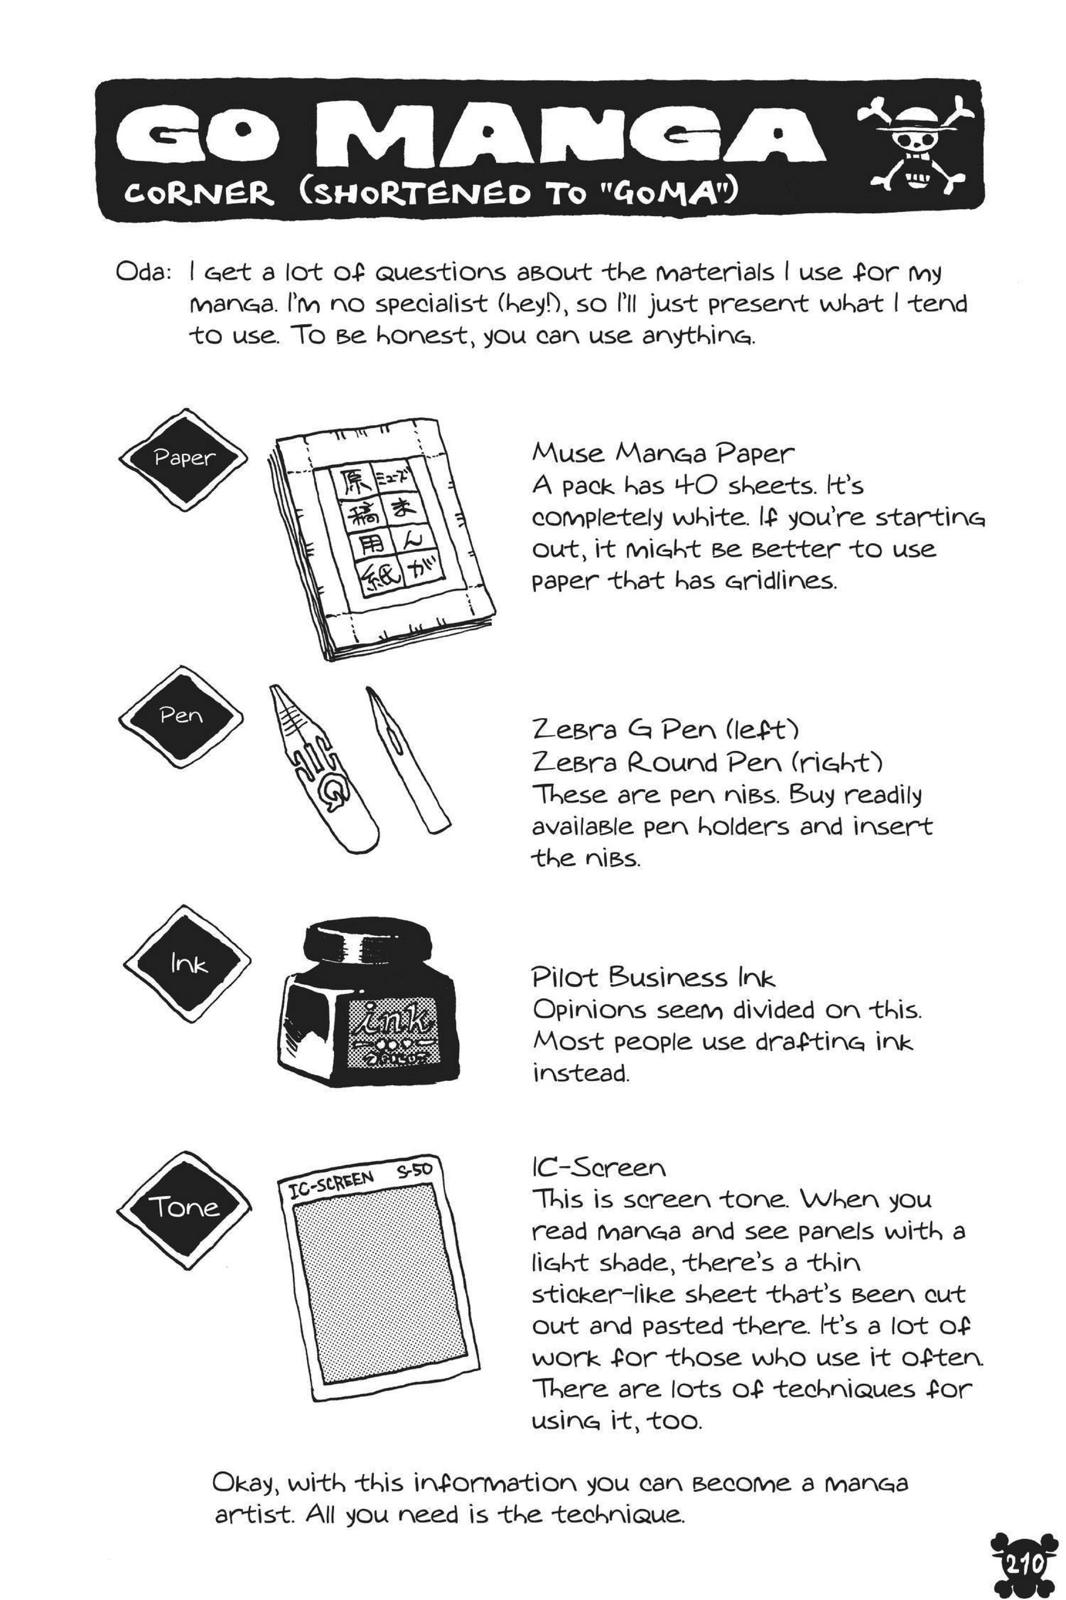 GO MANGA
CORNER (SHORTENED TO "GOMA")
Oda: I get a lot of questions about the materials I use for my
manga. I'm no specialist (hey!), so I'll just present what I tend
to use. To be honest, you can use anything.
Paper
ミューズ
まんが
原稿用紙
Muse Manga Paper
A pack has 40 sheets. It's
completely white. If you're starting
out, it might be better to use
paper that has gridlines.
Pen
Zebra G Pen (left)
Zebra Round Pen (right)
These are pen nibs. Buy readily
available pen holders and insert
the nibs.
Ink
ink
Pilot Business Ink
Opinions seem divided on this.
Most people use drafting ink
instead.
Tone
IC-SCREEN S-50
IC-Screen
This is screen tone. When you
read manga and see panels with a
light shade, there's a thin
sticker-like sheet that's been cut
out and pasted there. It's a lot of
work for those who use it often.
There are lots of techniques for
using it, too.
Okay, with this information you can become a manga
artist. All you need is the technique.
210